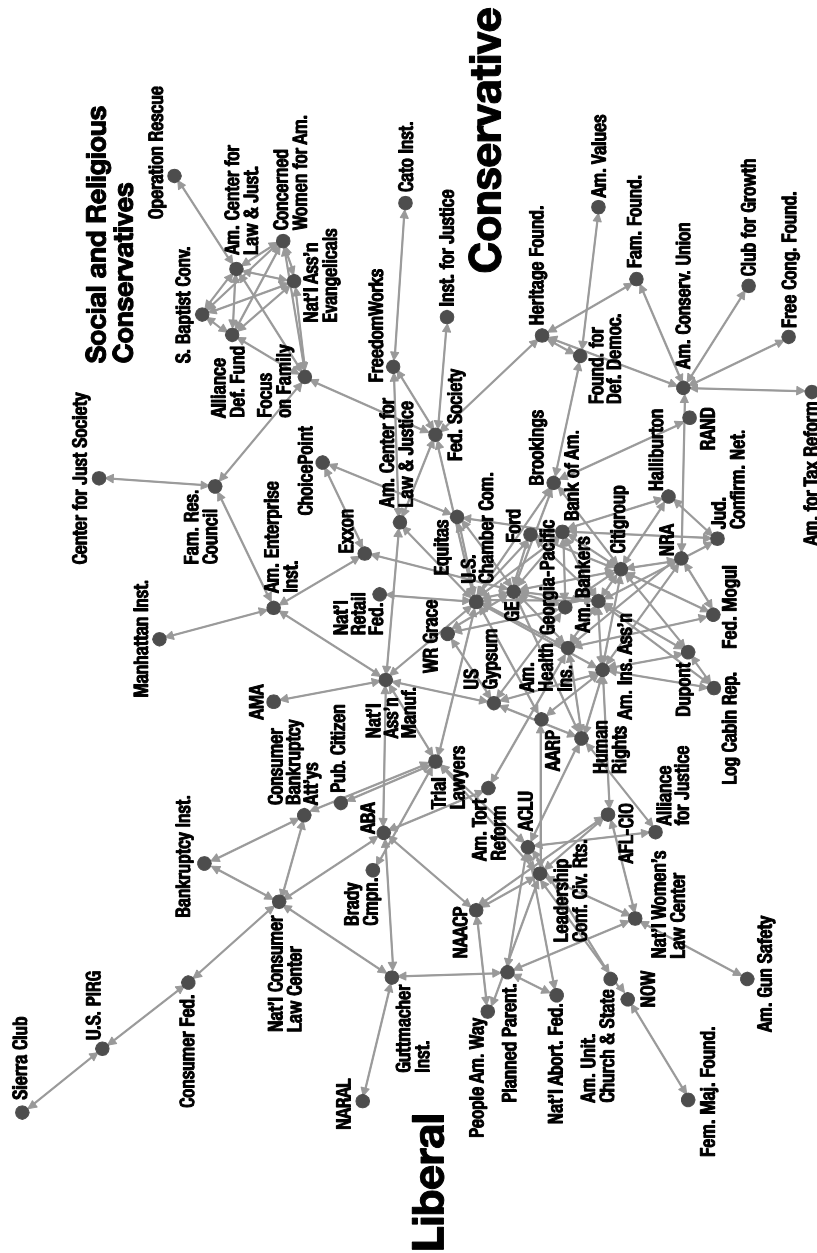 Social and Religious
Conservatives
Conservative
Liberal
Operation Rescue
Am. Center for
Law & Just.
Concerned
Women for Am.
S. Baptist Conv.
Nat'l Ass'n
Evangelicals
Alliance
Def. Fund
Focus
on Family
Center for Just Society
Fam. Res.
Council
Am. Enterprise
Inst.
Manhattan Inst.
ChoicePoint
Exxon
FreedomWorks
Cato Inst.
Inst. for Justice
Am. Center for
Law & Justice
Fed. Society
Heritage Found.
Am. Values
Fam. Found.
Found. for
Def. Democ.
Am. Conserv. Union
Club for Growth
Free Cong. Found.
Am. for Tax Reform
RAND
Brookings
Bank of Am.
Halliburton
Jud.
Confirm. Net.
NRA
Citigroup
Ford
Georgia-Pacific
Am. Bankers
Equitas
U.S.
Chamber Com.
GE
Nat'l
Retail
Fed.
WR Grace
US
Gypsum
Am.
Health
Ins.
Am. Ins. Ass'n
Fed. Mogul
Dupont
Log Cabin Rep.
AMA
Nat'l
Ass'n
Manuf.
AARP
Human
Rights
Consumer
Bankruptcy
Att'ys
Pub. Citizen
Trial
Lawyers
Am. Tort
Reform
ABA
ACLU
AFL-CIO
Alliance
for Justice
Bankruptcy Inst.
Brady
Cmpn.
Leadership
Conf. Civ. Rts.
Nat'l Women's
Law Center
NAACP
Nat'l Consumer
Law Center
Consumer Fed.
U.S. PIRG
Sierra Club
Guttmacher
Inst.
NARAL
People Am. Way
Planned Parent.
Nat'l Abort. Fed.
Am. Unit.
Church & State
NOW
Am. Gun Safety
Fem. Maj. Found.